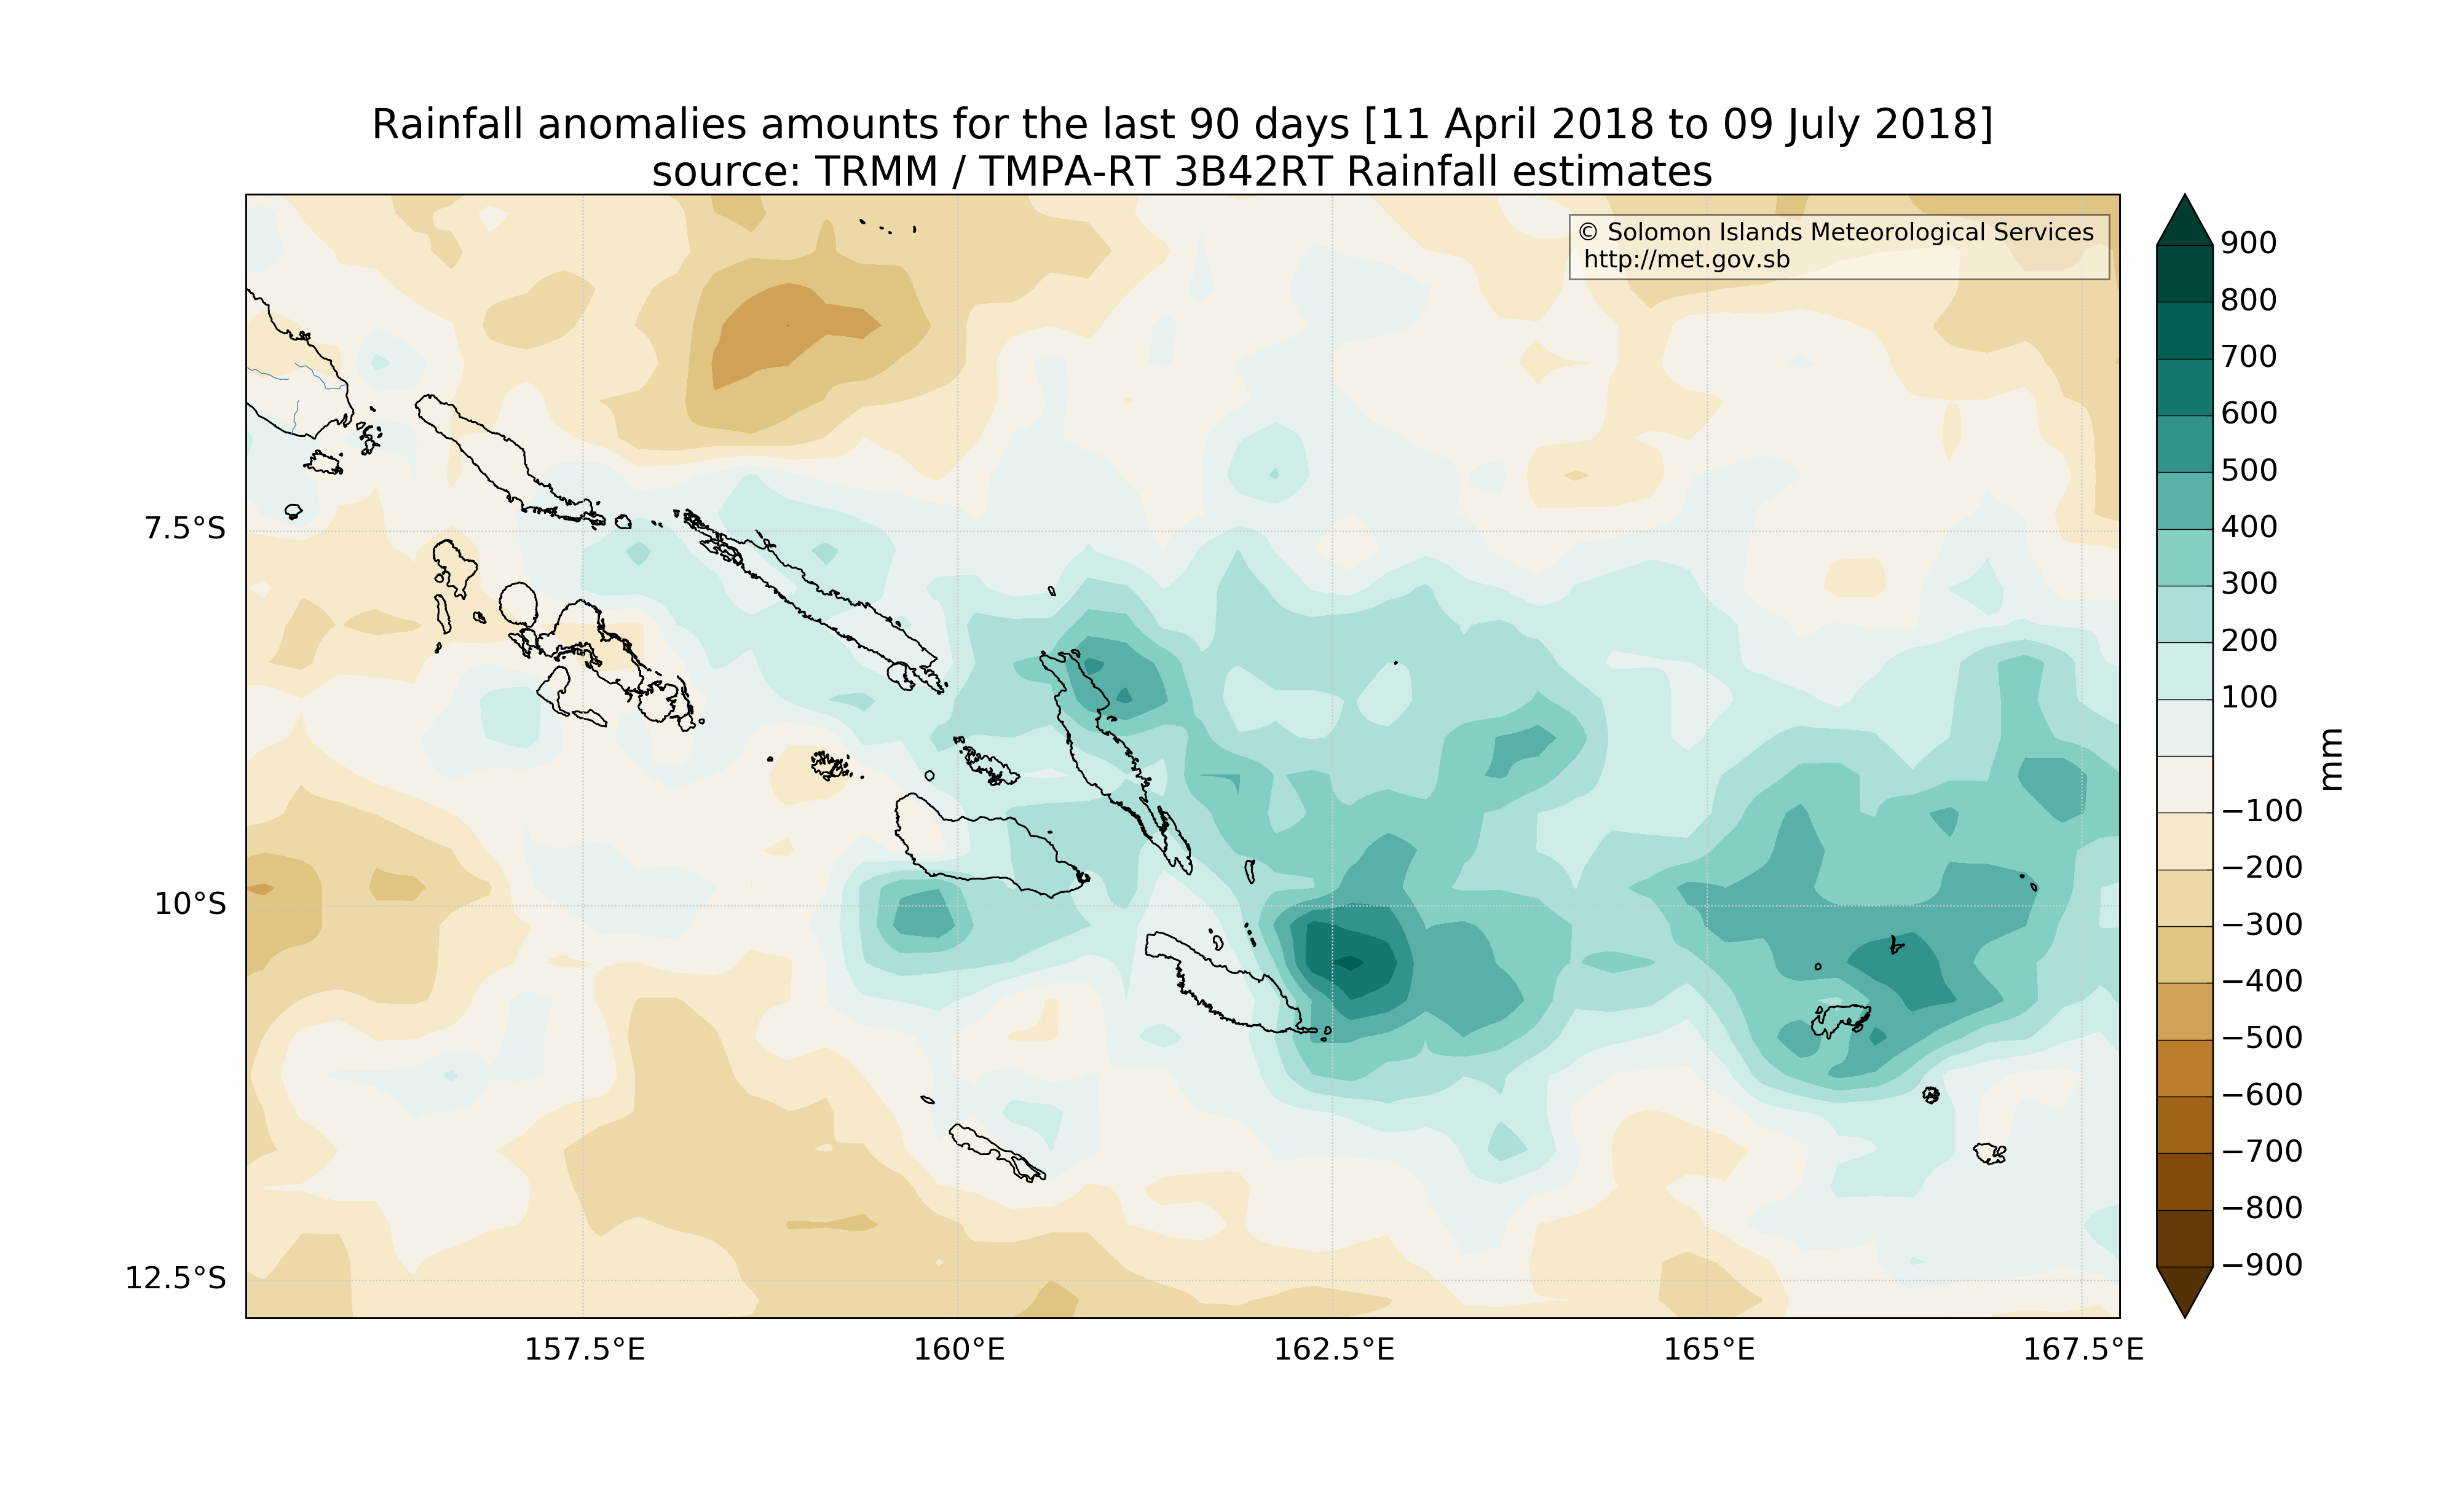 Rainfall anomalies amounts for the last 90 days [11 April 2018 to 09 July 2018]
source: TRMM / TMPA-RT 3B42RT Rainfall estimates
© Solomon Islands Meteorological Services
http://met.gov.sb
7.5°S
10°S
12.5°S
157.5°E
160°E
162.5°E
165°E
167.5°E
900
800
700
600
500
400
300
200
100
−100
−200
−300
−400
−500
−600
−700
−800
−900
mm